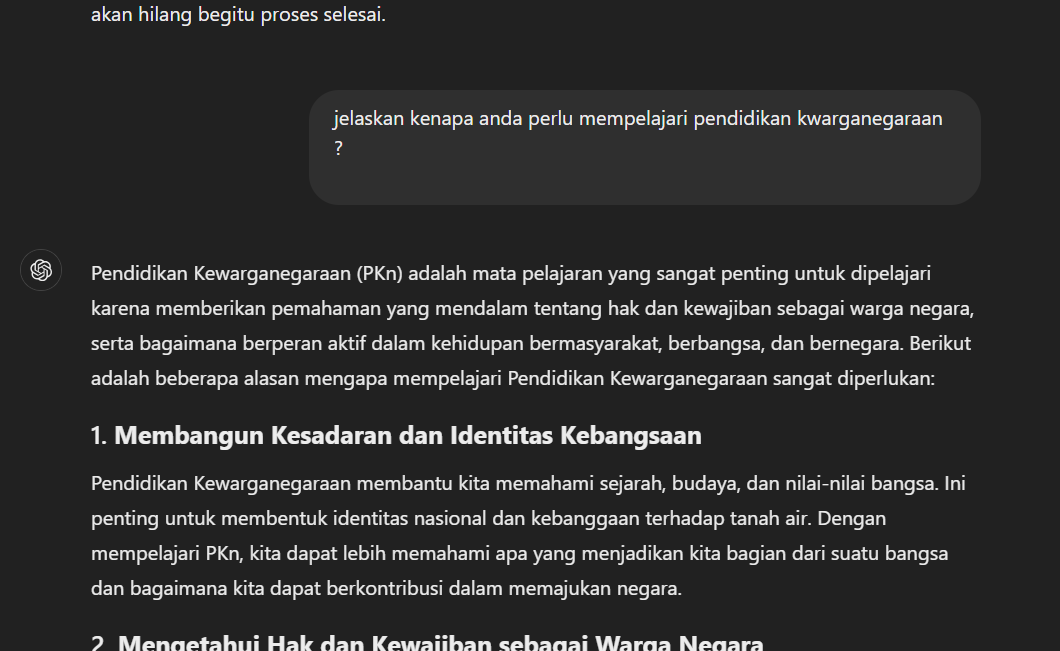 akan hilang begitu proses selesai.
jelaskan kenapa anda perlu mempelajari pendidikan kwarganegaraan
?
Pendidikan Kewarganegaraan (PKn) adalah mata pelajaran yang sangat penting untuk dipelajari
karena memberikan pemahaman yang mendalam tentang hak dan kewajiban sebagai warga negara,
serta bagaimana berperan aktif dalam kehidupan bermasyarakat, berbangsa, dan bernegara. Berikut
adalah beberapa alasan mengapa mempelajari Pendidikan Kewarganegaraan sangat diperlukan:
1. Membangun Kesadaran dan Identitas Kebangsaan
Pendidikan Kewarganegaraan membantu kita memahami sejarah, budaya, dan nilai-nilai bangsa. Ini
penting untuk membentuk identitas nasional dan kebanggaan terhadap tanah air. Dengan
mempelajari PKn, kita dapat lebih memahami apa yang menjadikan kita bagian dari suatu bangsa
dan bagaimana kita dapat berkontribusi dalam memajukan negara.
2. Mengetahui Hak dan Kewajiban sebagai Warga Negara